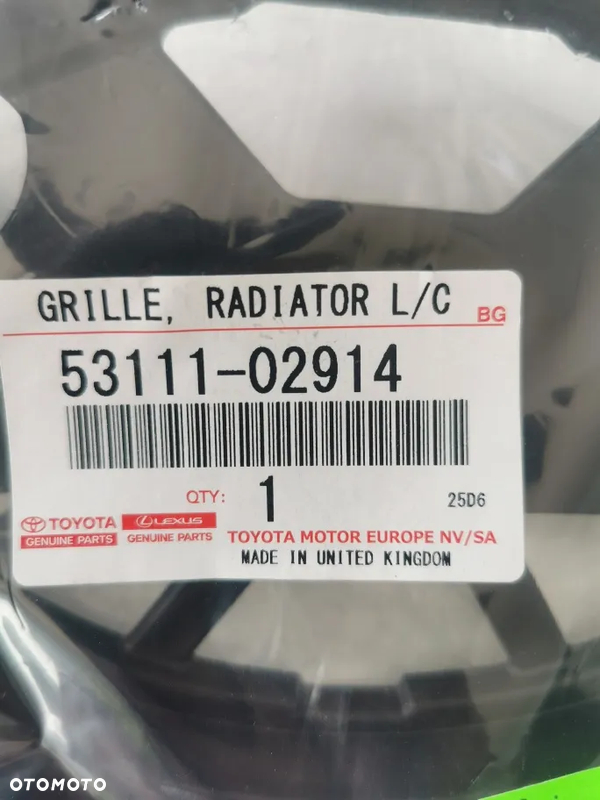 GRILLE, RADIATOR L/C BG
53111-02914
QTY: 1 25D6
TOYOTA LEXUS
GENUINE PARTS GENUINE PARTS TOYOTA MOTOR EUROPE NV/SA
MADE IN UNITED KINGDOM
OTOMOTO